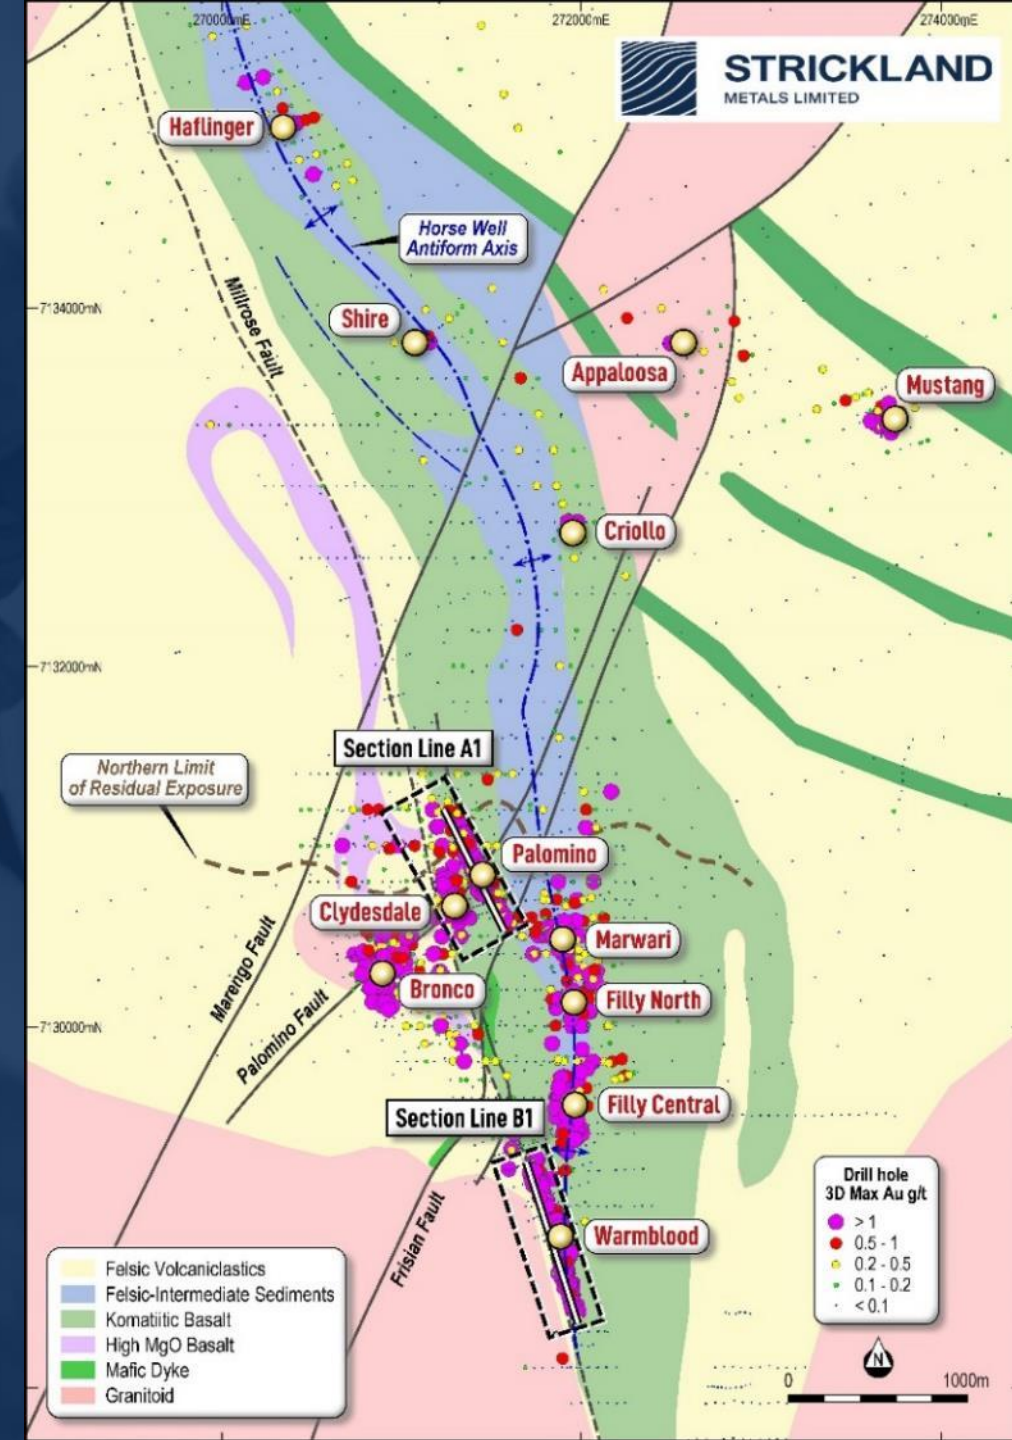 270000mE
272000mE
274000mE
STRICKLAND
METALS LIMITED
Haflinger
Horse Well
Antiform Axis
7134000mN
Millrose Fault
Shire
Appaloosa
Mustang
Criollo
7132000mN
Section Line A1
Northern Limit
of Residual Exposure
Palomino
Clydesdale
Marwari
Bronco
Filly North
Marengo Fault
Palomino Fault
7130000mN
Filly Central
Section Line B1
Frisian Fault
Warmblood
Drill hole
3D Max Au g/t
> 1
0.5 - 1
0.2 - 0.5
0.1 - 0.2
< 0.1
Felsic Volcaniclastics
Felsic-Intermediate Sediments
Komatiitic Basalt
High MgO Basalt
Mafic Dyke
Granitoid
N
0 1000m